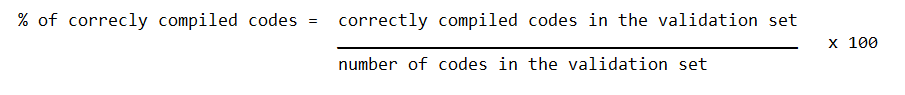 % of correcly compiled codes = correctly compiled codes in the validation set
x 100
number of codes in the validation set